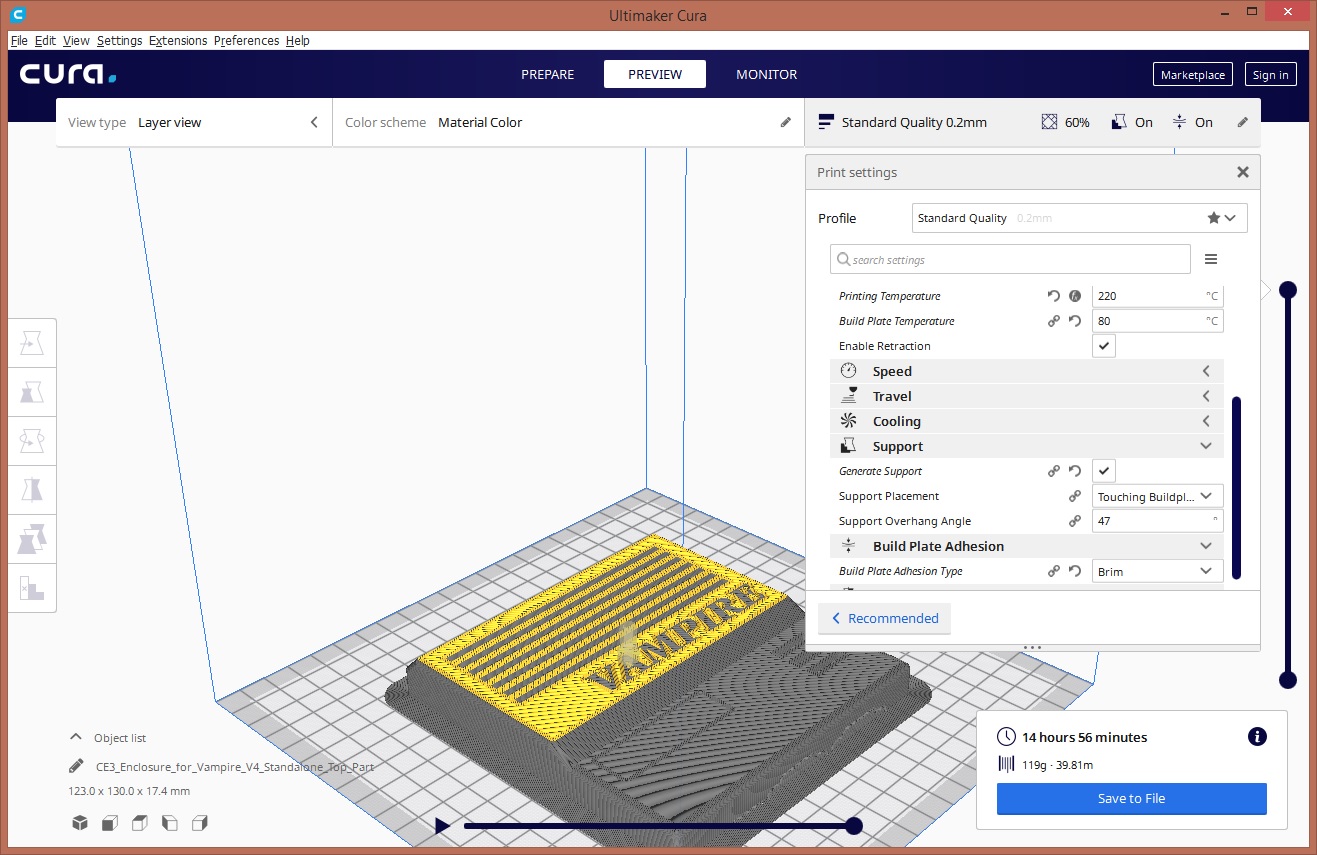 Ultimaker Cura
File Edit View Settings Extensions Preferences Help
cura.
PREPARE PREVIEW MONITOR
Marketplace Sign in
View type Layer view
Color scheme Material Color
Standard Quality 0.2mm 60% On On
Print settings
Profile Standard Quality 0.2mm
search settings
Printing Temperature 220 °C
Build Plate Temperature 80 °C
Enable Retraction
Speed
Travel
Cooling
Support
Generate Support
Support Placement Touching Buildpl...
Support Overhang Angle 47 °
Build Plate Adhesion
Build Plate Adhesion Type Brim
Recommended
VAMPIRE
Object list
CE3_Enclosure_for_Vampire_V4_Standalone_Top_Part
123.0 x 130.0 x 17.4 mm
14 hours 56 minutes
119g · 39.81m
Save to File